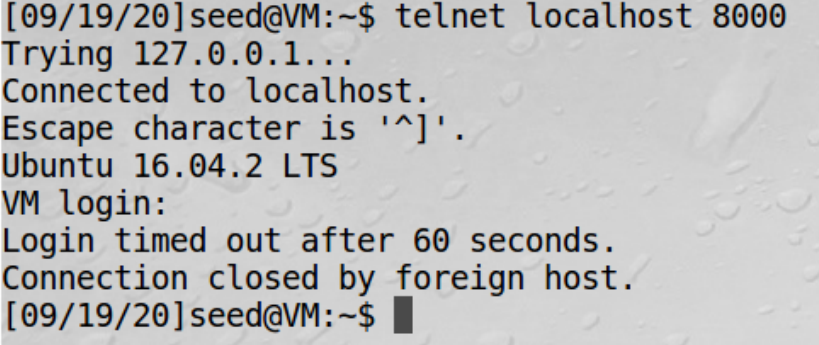 [09/19/20]seed@VM:~$ telnet localhost 8000
Trying 127.0.0.1...
Connected to localhost.
Escape character is '^]'.
Ubuntu 16.04.2 LTS
VM login:
Login timed out after 60 seconds.
Connection closed by foreign host.
[09/19/20]seed@VM:~$